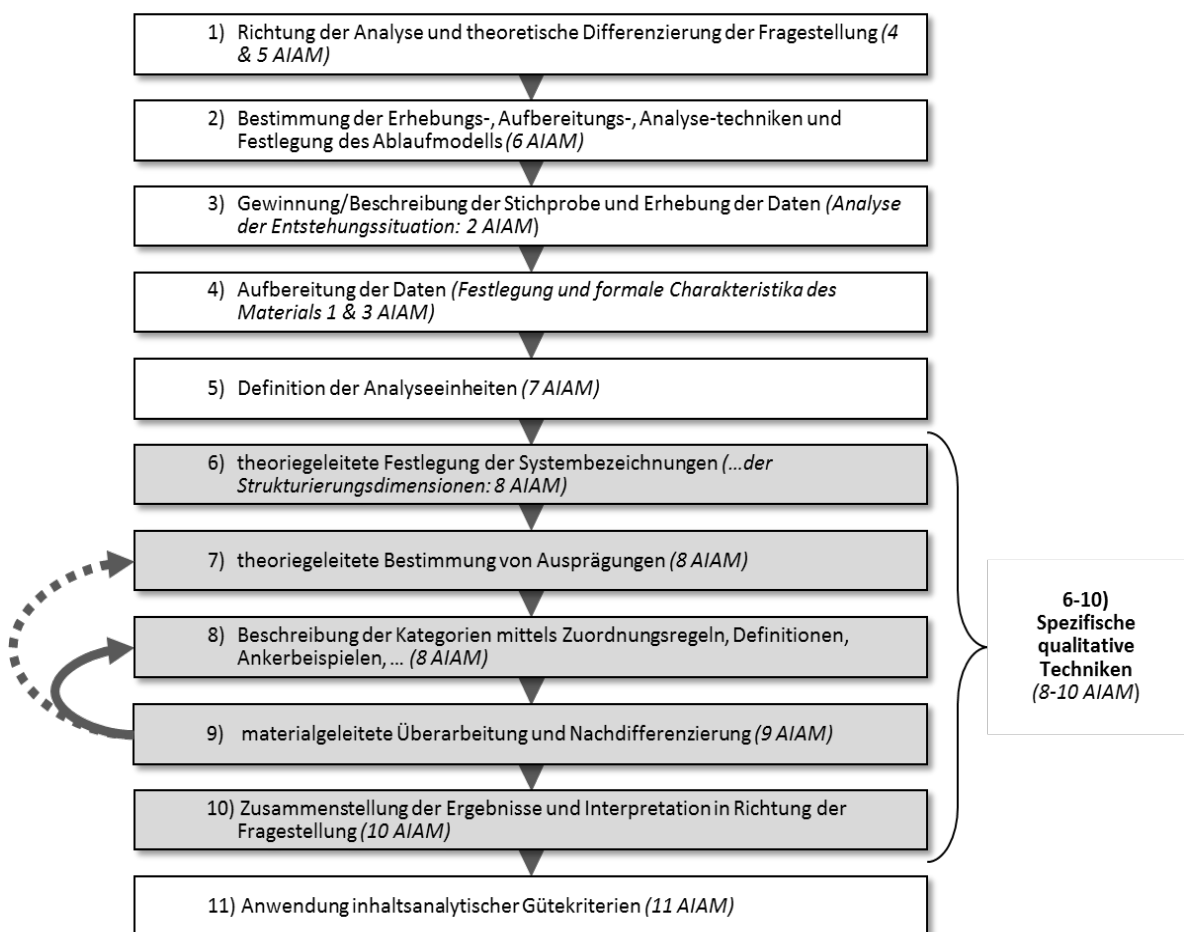 1) Richtung der Analyse und theoretische Differenzierung der Fragestellung (4
& 5 AIAM)
2) Bestimmung der Erhebungs-, Aufbereitungs-, Analyse-techniken und
Festlegung des Ablaufmodells (6 AIAM)
3) Gewinnung/Beschreibung der Stichprobe und Erhebung der Daten (Analyse
der Entstehungssituation: 2 AIAM)
4) Aufbereitung der Daten (Festlegung und formale Charakteristika des
Materials 1 & 3 AIAM)
5) Definition der Analyseeinheiten (7 AIAM)
6) theoriegeleitete Festlegung der Systembezeichnungen (...der
Strukturierungsdimensionen: 8 AIAM)
7) theoriegeleitete Bestimmung von Ausprägungen (8 AIAM)
8) Beschreibung der Kategorien mittels Zuordnungsregeln, Definitionen,
Ankerbeispielen, ... (8 AIAM)
9) materialgeleitete Überarbeitung und Nachdifferenzierung (9 AIAM)
10) Zusammenstellung der Ergebnisse und Interpretation in Richtung der
Fragestellung (10 AIAM)
11) Anwendung inhaltsanalytischer Gütekriterien (11 AIAM)
6-10)
Spezifische
qualitative
Techniken
(8-10 AIAM)